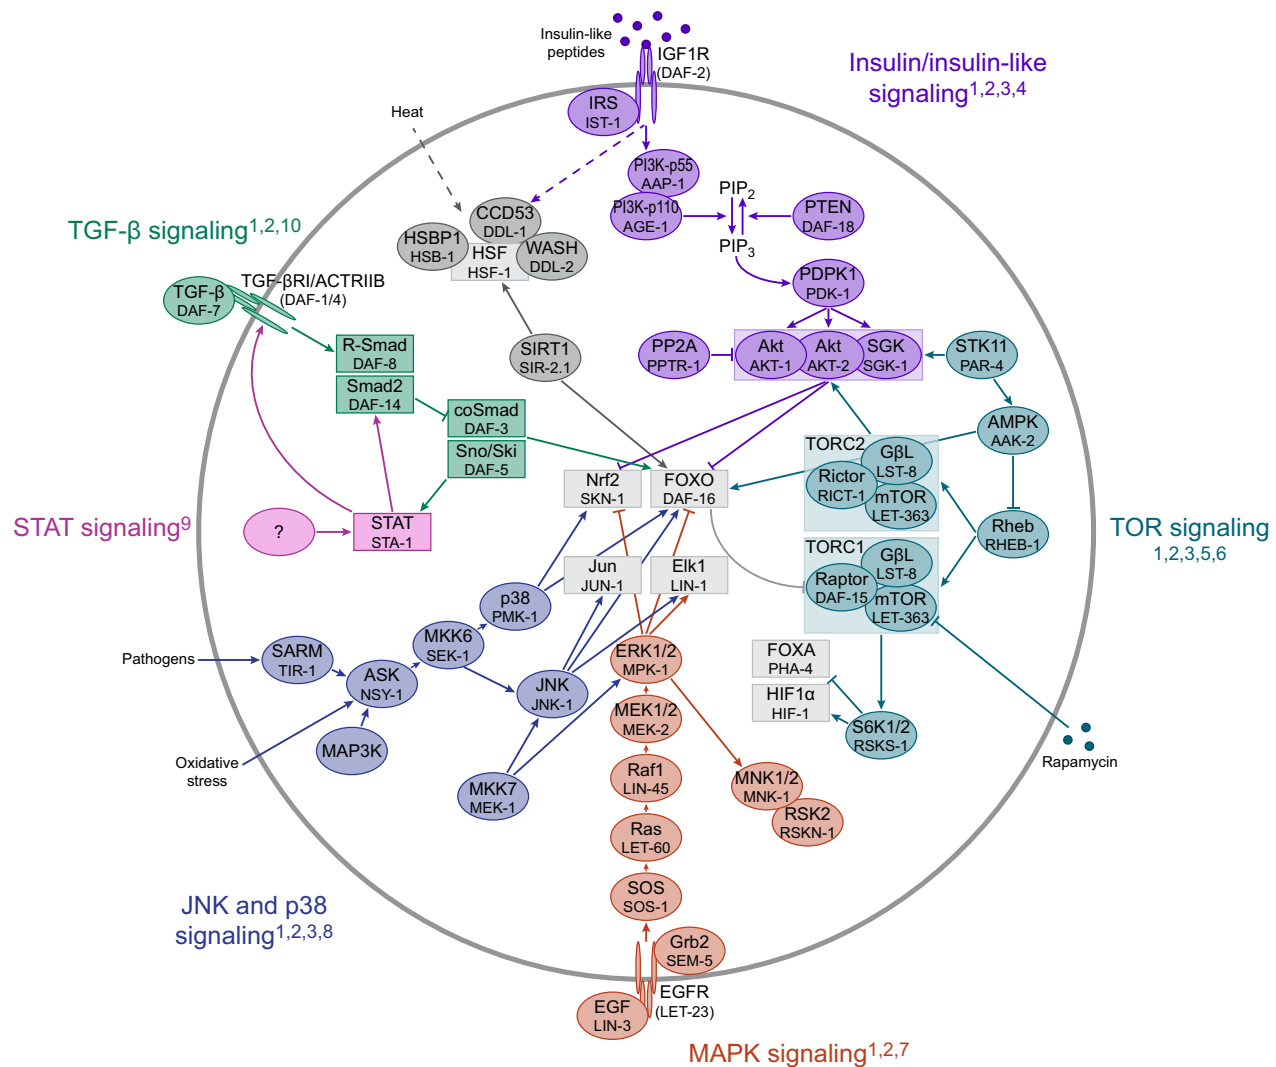 Insulin-like
peptides
IGF1R
(DAF-2)
Insulin/insulin-like
signaling1,2,3,4
IRS
IST-1
Heat
PI3K-p55
AAP-1
PI3K-p110
AGE-1
PIP2
PIP3
PTEN
DAF-18
CCD53
DDL-1
HSBP1
HSB-1
HSF
HSF-1
WASH
DDL-2
TGF-β signaling1,2,10
TGF-β
DAF-7
TGF-βRI/ACTRIIB
(DAF-1/4)
PDPK1
PDK-1
R-Smad
DAF-8
Smad2
DAF-14
SIRT1
SIR-2.1
PP2A
PPTR-1
Akt
AKT-1
Akt
AKT-2
SGK
SGK-1
STK11
PAR-4
coSmad
DAF-3
Sno/Ski
DAF-5
AMPK
AAK-2
TORC2
GβL
LST-8
Rictor
RICT-1
mTOR
LET-363
Nrf2
SKN-1
FOXO
DAF-16
STAT signaling9
?
STAT
STA-1
Rheb
RHEB-1
TOR signaling
1,2,3,5,6
TORC1
GβL
LST-8
Raptor
DAF-15
mTOR
LET-363
Jun
JUN-1
Elk1
LIN-1
p38
PMK-1
MKK6
SEK-1
Pathogens
SARM
TIR-1
ASK
NSY-1
MAP3K
Oxidative
stress
JNK
JNK-1
MKK7
MEK-1
ERK1/2
MPK-1
MEK1/2
MEK-2
Raf1
LIN-45
Ras
LET-60
SOS
SOS-1
FOXA
PHA-4
HIF1α
HIF-1
S6K1/2
RSKS-1
Rapamycin
MNK1/2
MNK-1
RSK2
RSKN-1
JNK and p38
signaling1,2,3,8
Grb2
SEM-5
EGFR
(LET-23)
EGF
LIN-3
MAPK signaling1,2,7